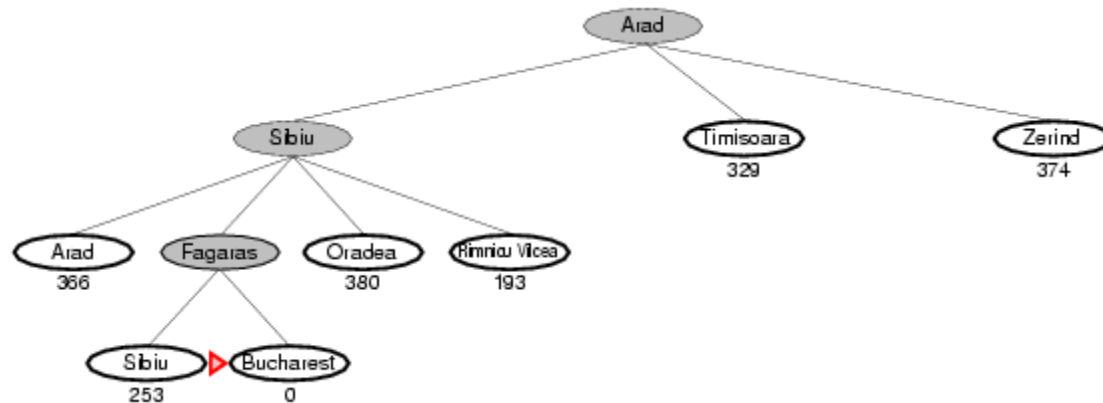 Arad
Sibiu
Timisoara
Zerind
329
374
Arad
Fagaras
Oradea
Rimnicu Vilcea
366
380
193
Sibiu
Bucharest
253
0